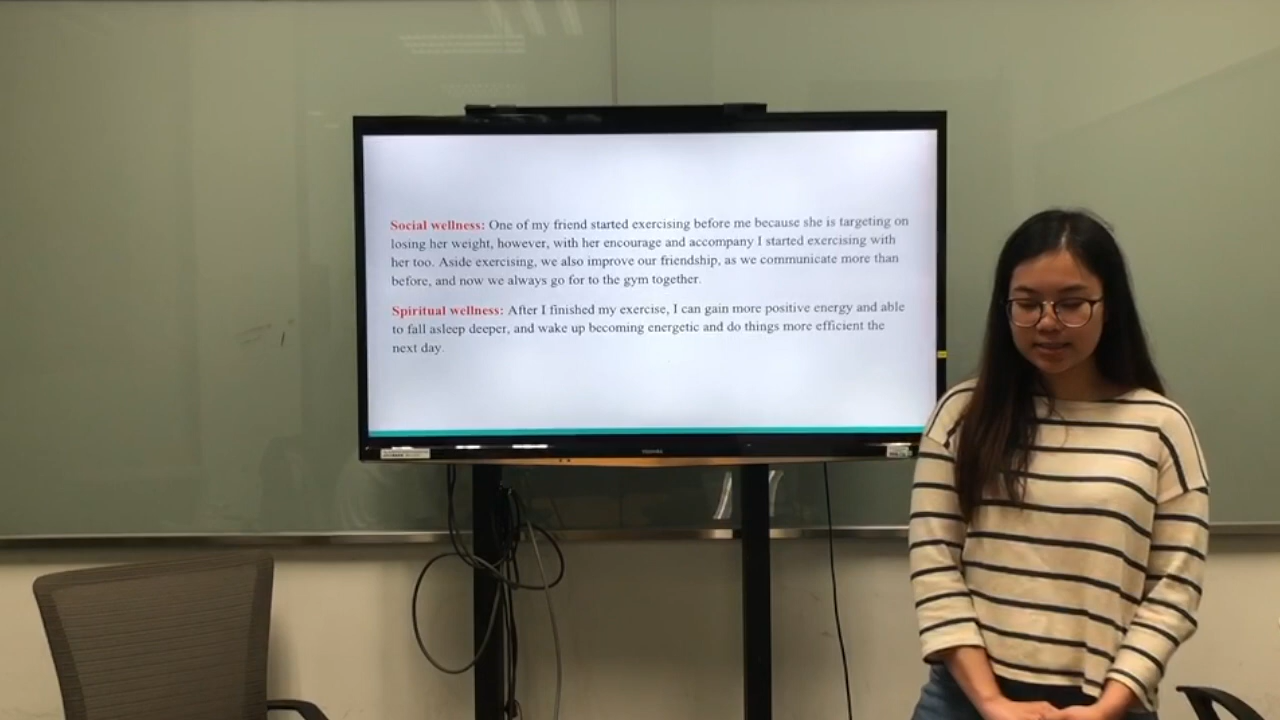 Social wellness: One of my friend started exercising before me because she is targeting on
losing her weight, however, with her encourage and accompany I started exercising with
her too. Aside exercising, we also improve our friendship, as we communicate more than
before, and now we always go for to the gym together.
Spiritual wellness: After I finished my exercise, I can gain more positive energy and able
to fall asleep deeper, and wake up becoming energetic and do things more efficient the
next day.
TOSHIBA